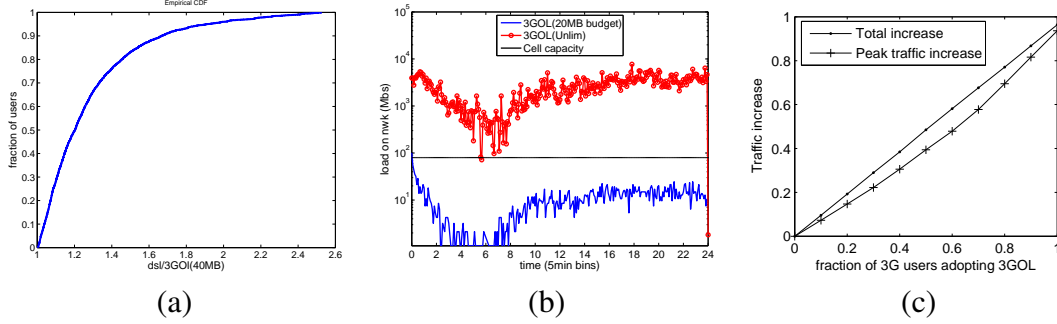 Empirical CDF
fraction of users
1
0.9
0.8
0.7
0.6
0.5
0.4
0.3
0.2
0.1
0
1 1.2 1.4 1.6 1.8 2.0 2.2 2.4 2.6
dsl/3GOl(40MB)
(a)
load on nwk (Mbs)
10^5
10^4
10^3
10^2
10^1
3GOL(20MB budget)
3GOL(Unlim)
Cell capacity
0 2 4 6 8 10 12 14 16 18 20 22 24
time (5min bins)
(b)
Traffic increase
1
0.8
0.6
0.4
0.2
0
Total increase
Peak traffic increase
0 0.2 0.4 0.6 0.8 1
fraction of 3G users adopting 3GOL
(c)